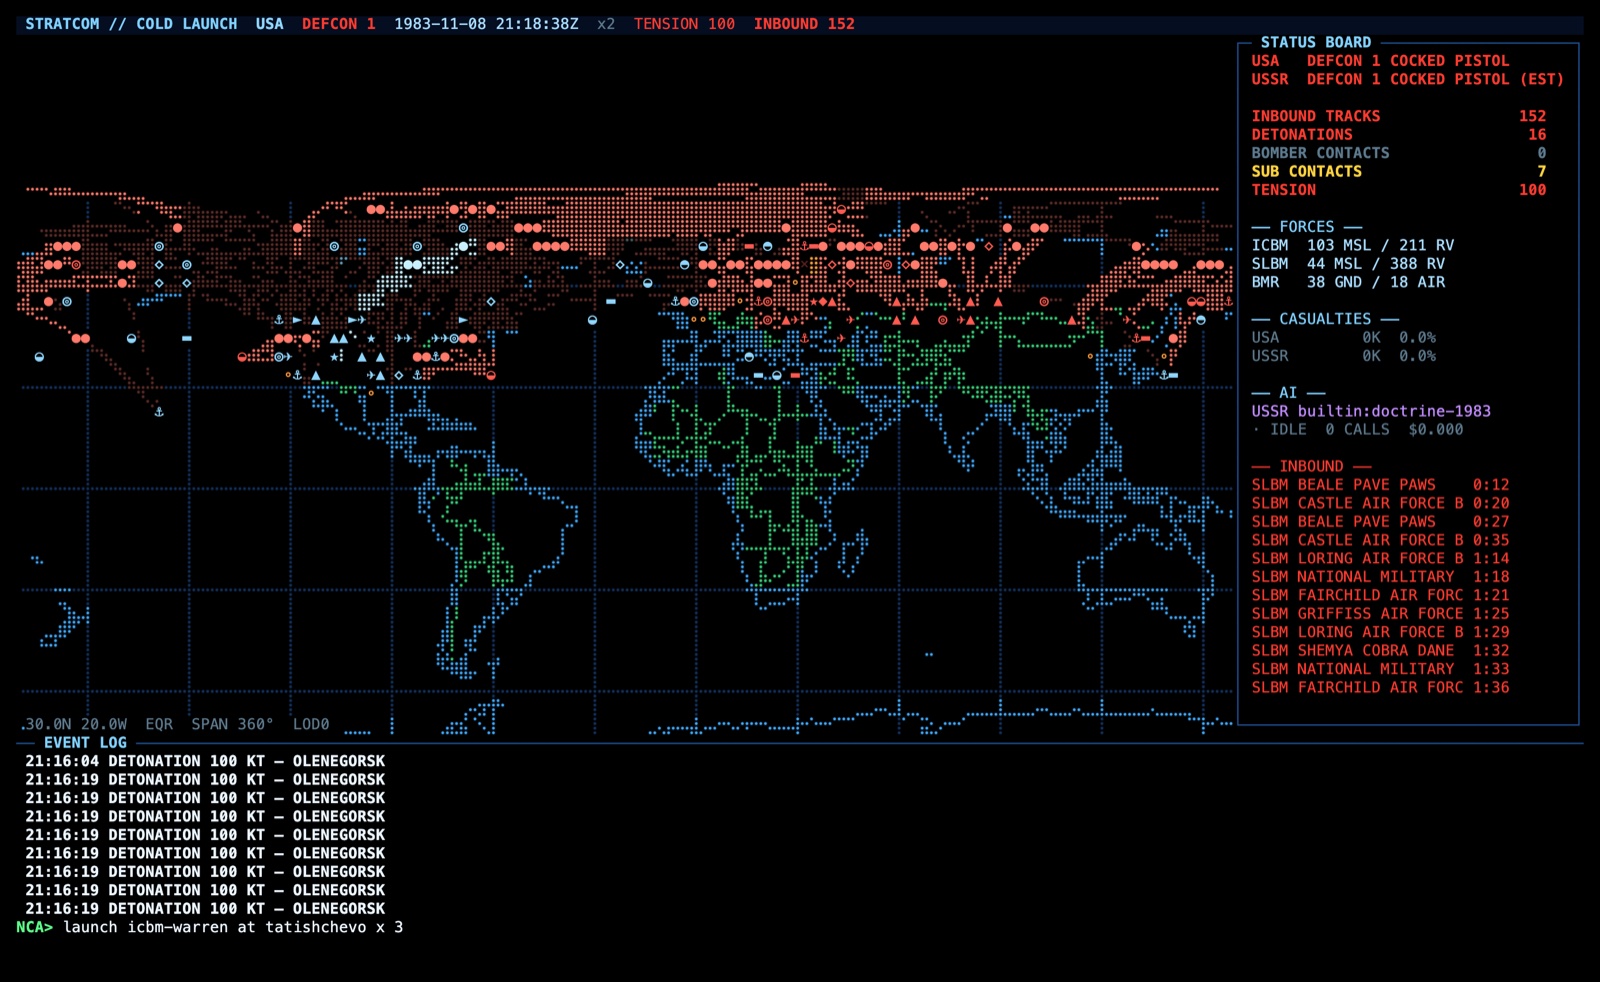 STRATCOM // COLD LAUNCH  USA  DEFCON 1  1983-11-08 21:18:38Z  x2  TENSION 100  INBOUND 152
STATUS BOARD
USA   DEFCON 1 COCKED PISTOL
USSR  DEFCON 1 COCKED PISTOL (EST)
INBOUND TRACKS 152
DETONATIONS 16
BOMBER CONTACTS 0
SUB CONTACTS 7
TENSION 100
—— FORCES ——
ICBM  103 MSL / 211 RV
SLBM  44 MSL / 388 RV
BMR   38 GND / 18 AIR
—— CASUALTIES ——
USA 0K  0.0%
USSR 0K  0.0%
—— AI ——
USSR builtin:doctrine-1983
· IDLE  0 CALLS  $0.000
—— INBOUND ——
SLBM BEALE PAVE PAWS 0:12
SLBM CASTLE AIR FORCE B 0:20
SLBM BEALE PAVE PAWS 0:27
SLBM CASTLE AIR FORCE B 0:35
SLBM LORING AIR FORCE B 1:14
SLBM NATIONAL MILITARY 1:18
SLBM FAIRCHILD AIR FORC 1:21
SLBM GRIFFISS AIR FORCE 1:25
SLBM LORING AIR FORCE B 1:29
SLBM SHEMYA COBRA DANE 1:32
SLBM NATIONAL MILITARY 1:33
SLBM FAIRCHILD AIR FORC 1:36
30.0N 20.0W  EQR  SPAN 360°  LOD0
EVENT LOG
21:16:04 DETONATION 100 KT — OLENEGORSK
21:16:19 DETONATION 100 KT — OLENEGORSK
21:16:19 DETONATION 100 KT — OLENEGORSK
21:16:19 DETONATION 100 KT — OLENEGORSK
21:16:19 DETONATION 100 KT — OLENEGORSK
21:16:19 DETONATION 100 KT — OLENEGORSK
21:16:19 DETONATION 100 KT — OLENEGORSK
21:16:19 DETONATION 100 KT — OLENEGORSK
21:16:19 DETONATION 100 KT — OLENEGORSK
NCA> launch icbm-warren at tatishchevo x 3